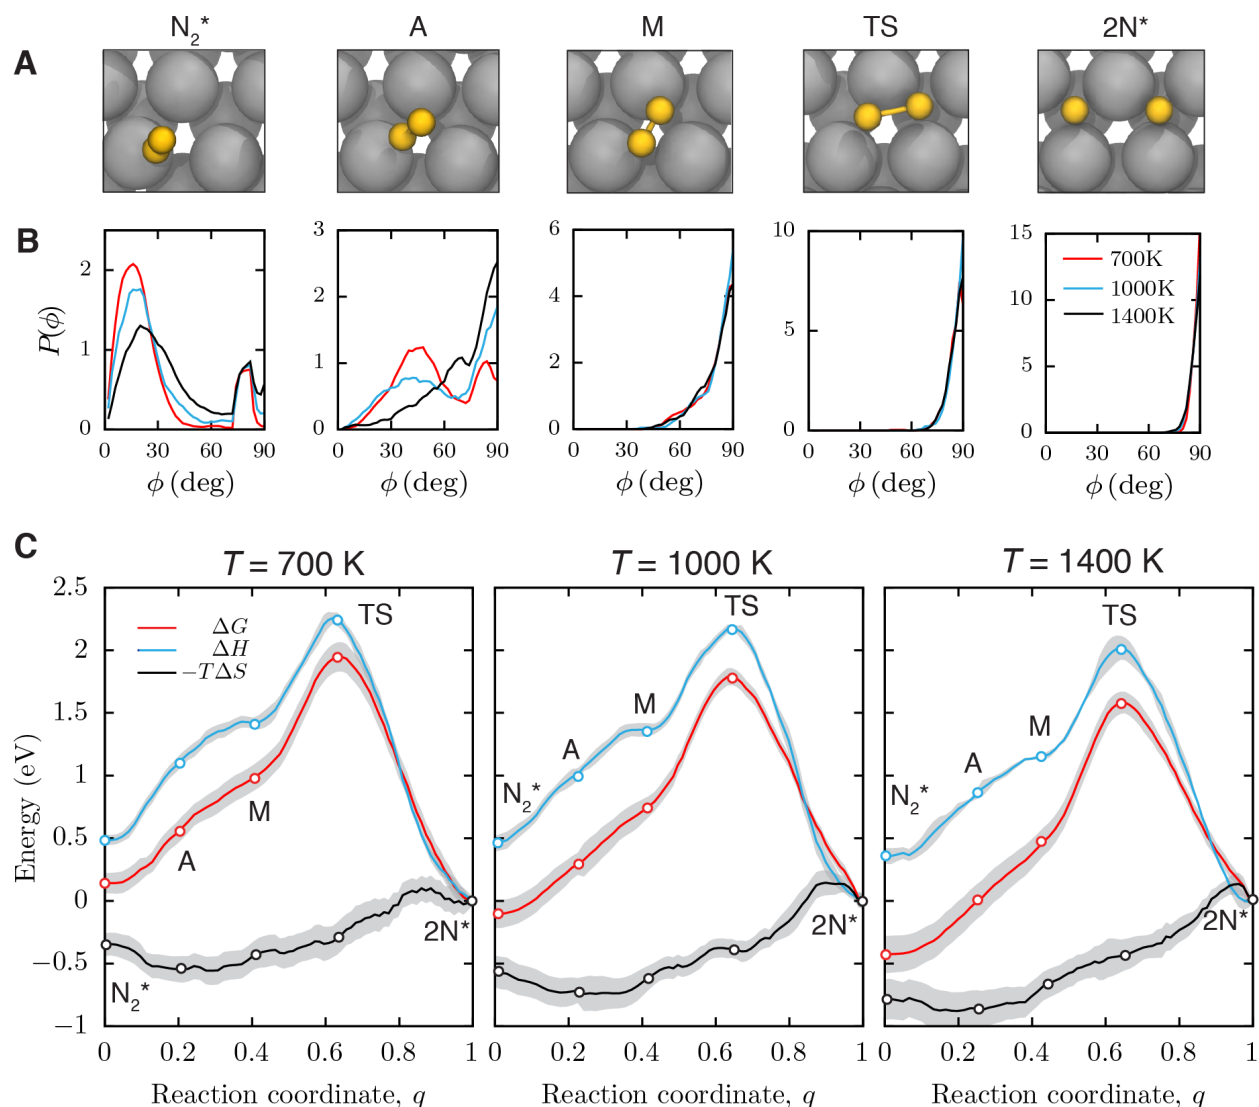 N₂* A M TS 2N*
A
B
P(ϕ)
2
1
0
0 30 60 90
ϕ (deg)
3
2
1
0
0 30 60 90
ϕ (deg)
6
4
2
0
0 30 60 90
ϕ (deg)
10
5
0
0 30 60 90
ϕ (deg)
15
10
5
0
700K
1000K
1400K
0 30 60 90
ϕ (deg)
C
T = 700 K
T = 1000 K
T = 1400 K
Energy (eV)
2.5
2
1.5
1
0.5
0
−0.5
−1
ΔG
ΔH
−TΔS
TS
A
M
N₂*
2N*
0 0.2 0.4 0.6 0.8 1
Reaction coordinate, q
TS
M
A
N₂*
2N*
0 0.2 0.4 0.6 0.8 1
Reaction coordinate, q
TS
M
A
N₂*
2N*
0 0.2 0.4 0.6 0.8 1
Reaction coordinate, q